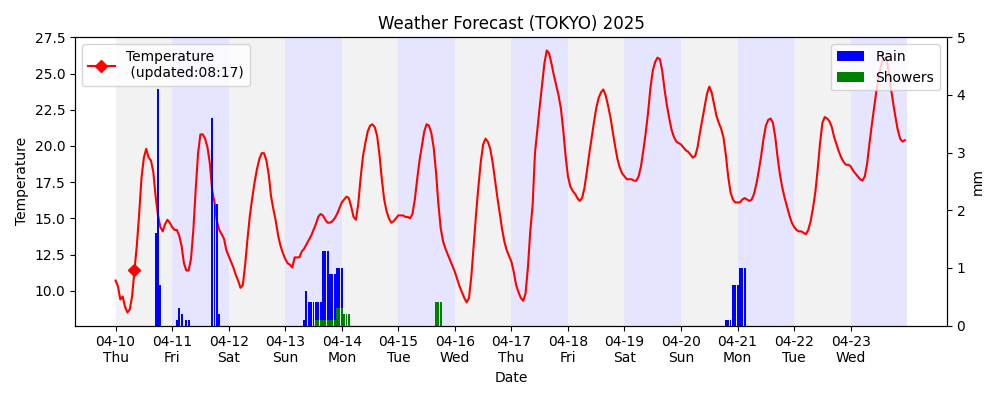 Weather Forecast (TOKYO) 2025
Temperature
(updated:08:17)
Rain
Showers
27.5
25.0
22.5
20.0
17.5
15.0
12.5
10.0
Temperature
5
4
3
2
1
0
mm
04-10 04-11 04-12 04-13 04-14 04-15 04-16 04-17 04-18 04-19 04-20 04-21 04-22 04-23
Thu Fri Sat Sun Mon Tue Wed Thu Fri Sat Sun Mon Tue Wed
Date